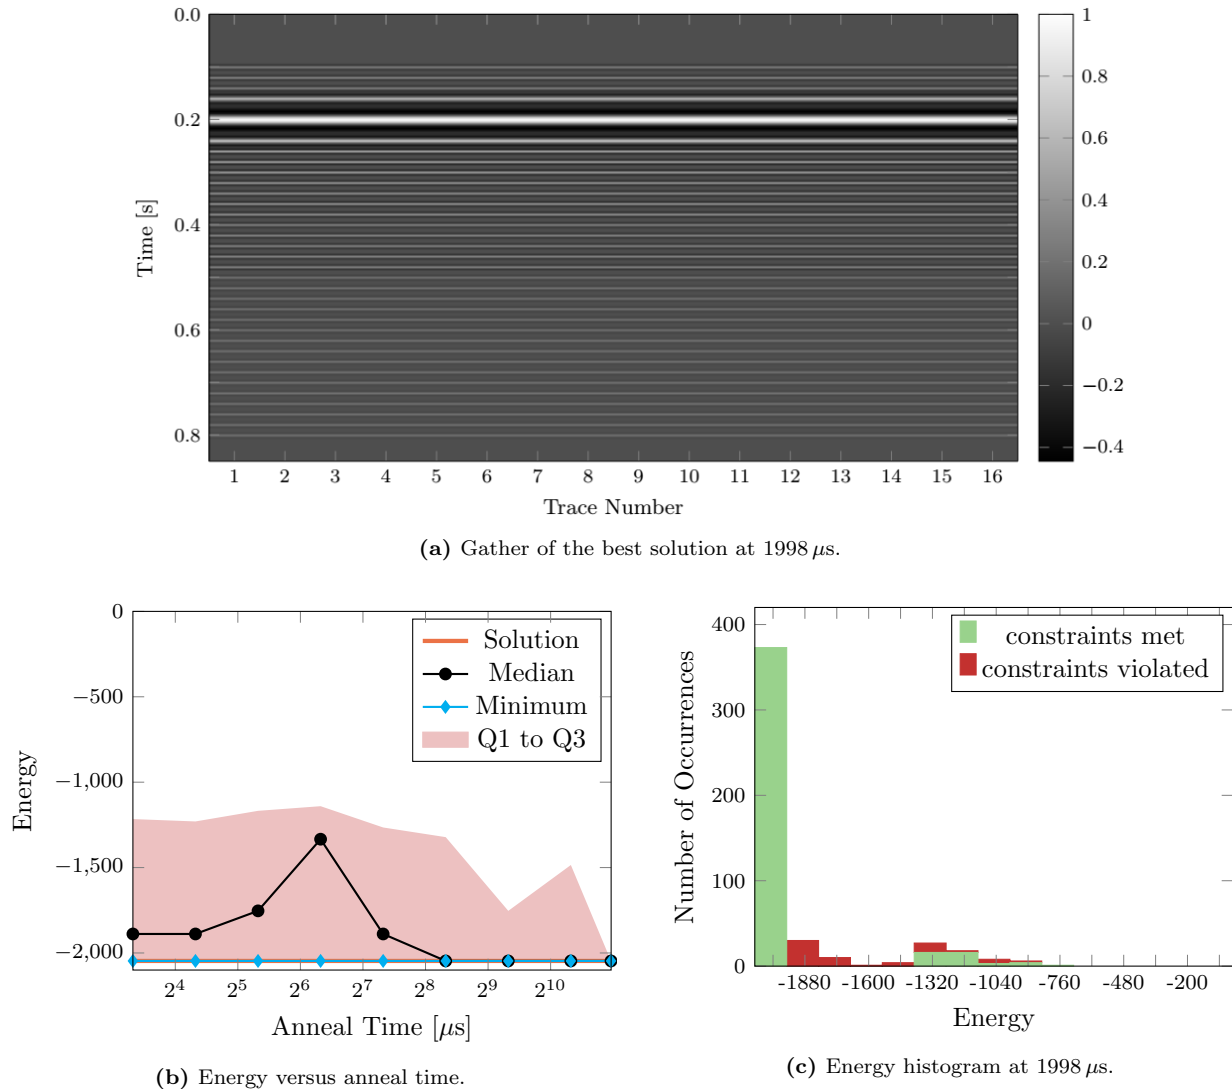 0.0
0.2
0.4
0.6
0.8
Time [s]
1 2 3 4 5 6 7 8 9 10 11 12 13 14 15 16
Trace Number
1
0.8
0.6
0.4
0.2
0
−0.2
−0.4
(a) Gather of the best solution at 1998 μs.
0
−500
−1,000
−1,500
−2,000
Energy
Solution
Median
Minimum
Q1 to Q3
2^4 2^5 2^6 2^7 2^8 2^9 2^10
Anneal Time [μs]
(b) Energy versus anneal time.
400
300
200
100
0
Number of Occurrences
constraints met
constraints violated
-1880 -1600 -1320 -1040 -760 -480 -200
Energy
(c) Energy histogram at 1998 μs.